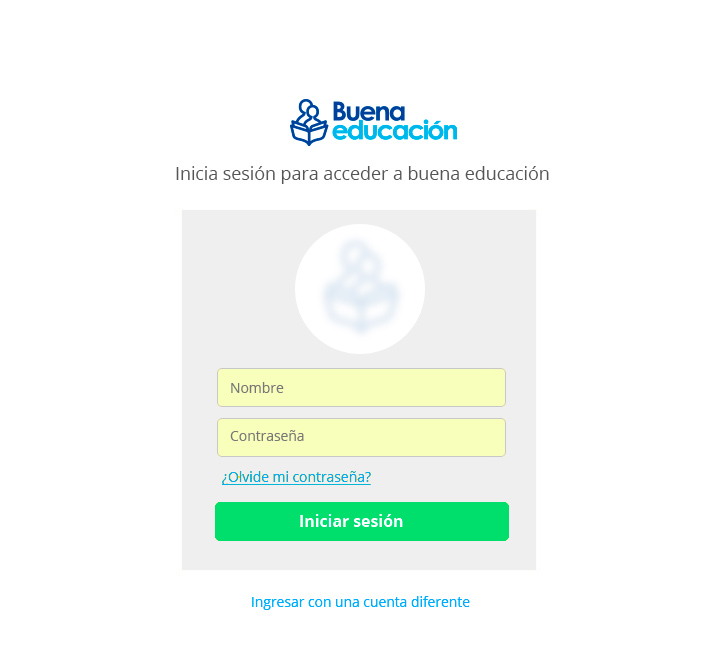 Buena
educación
Inicia sesión para acceder a buena educación
Nombre
Contraseña
¿Olvide mi contraseña?
Iniciar sesión
Ingresar con una cuenta diferente